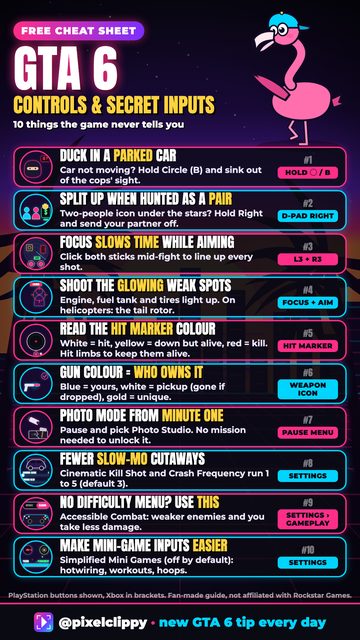 FREE CHEAT SHEET
GTA 6
CONTROLS & SECRET INPUTS
10 things the game never tells you
DUCK IN A PARKED CAR
Car not moving? Hold Circle (B) and sink out
of the cops' sight.
#1
HOLD ◯ / B
SPLIT UP WHEN HUNTED AS A PAIR
Two-people icon under the stars? Hold Right
and send your partner off.
#2
D-PAD RIGHT
FOCUS SLOWS TIME WHILE AIMING
Click both sticks mid-fight to line up every
shot.
#3
L3 + R3
SHOOT THE GLOWING WEAK SPOTS
Engine, fuel tank and tires light up. On
helicopters: the tail rotor.
#4
FOCUS + AIM
READ THE HIT MARKER COLOUR
White = hit, yellow = down but alive, red = kill.
Hit limbs to keep them alive.
#5
HIT MARKER
GUN COLOUR = WHO OWNS IT
Blue = yours, white = pickup (gone if
dropped), gold = unique.
#6
WEAPON
ICON
PHOTO MODE FROM MINUTE ONE
Pause and pick Photo Studio. No mission
needed to unlock it.
#7
PAUSE MENU
FEWER SLOW-MO CUTAWAYS
Cinematic Kill Shot and Crash Frequency run 1
to 5 (default 3).
#8
SETTINGS
NO DIFFICULTY MENU? USE THIS
Accessible Combat: weaker enemies and you
take less damage.
#9
SETTINGS ›
GAMEPLAY
MAKE MINI-GAME INPUTS EASIER
Simplified Mini Games (off by default):
hotwiring, workouts, hoops.
#10
SETTINGS
PlayStation buttons shown, Xbox in brackets. Fan-made guide, not affiliated with Rockstar Games.
@pixelclippy · new GTA 6 tip every day